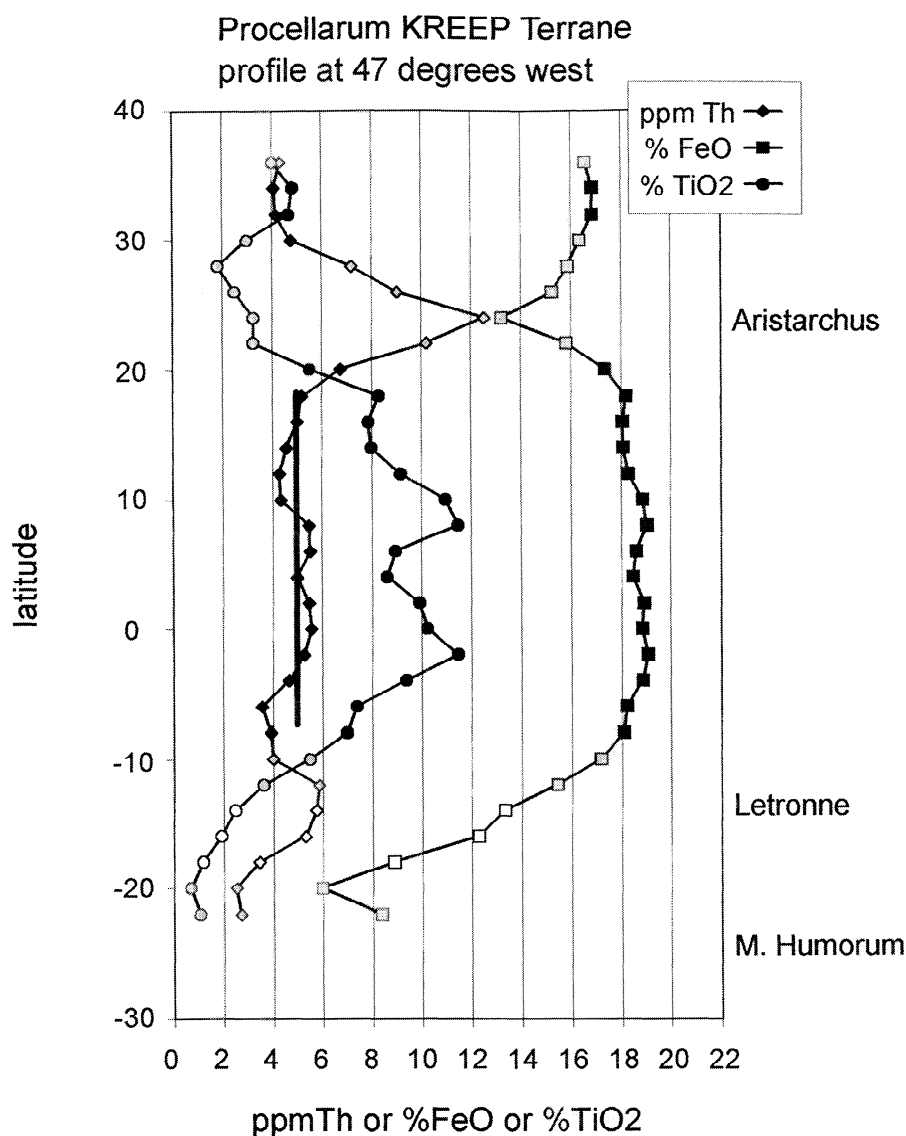 Procellarum KREEP Terrane
profile at 47 degrees west
ppm Th
% FeO
% TiO2
40
30
20
10
0
-10
-20
-30
latitude
Aristarchus
Letronne
M. Humorum
0 2 4 6 8 10 12 14 16 18 20 22
ppmTh or %FeO or %TiO2